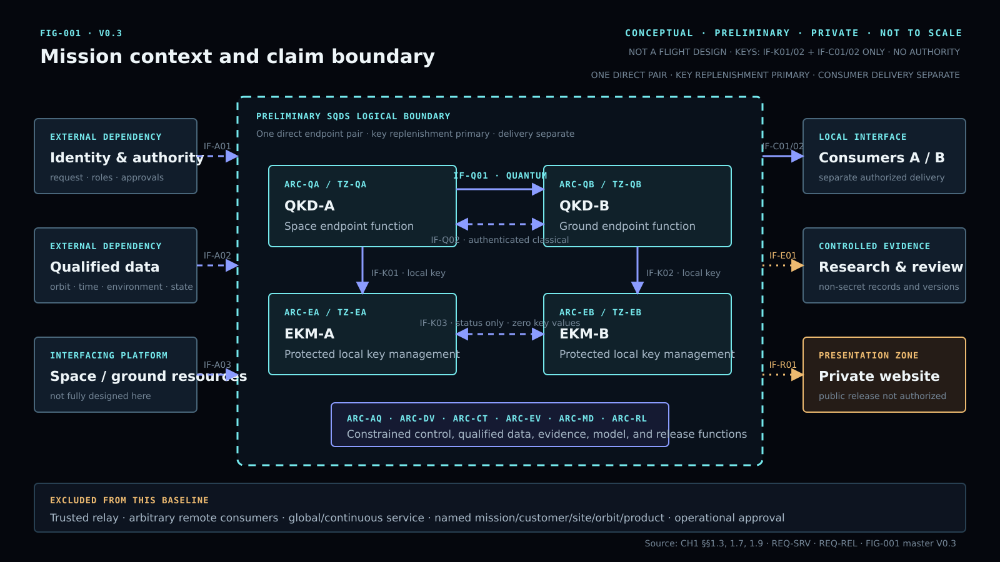 FIG-001 · V0.3
Mission context and claim boundary
CONCEPTUAL · PRELIMINARY · PRIVATE · NOT TO SCALE
NOT A FLIGHT DESIGN · KEYS: IF-K01/02 + IF-C01/02 ONLY · NO AUTHORITY
ONE DIRECT PAIR · KEY REPLENISHMENT PRIMARY · CONSUMER DELIVERY SEPARATE
EXTERNAL DEPENDENCY
Identity & authority
request · roles · approvals
IF-A01
EXTERNAL DEPENDENCY
Qualified data
orbit · time · environment · state
IF-A02
INTERFACING PLATFORM
Space / ground resources
not fully designed here
IF-A03
PRELIMINARY SQDS LOGICAL BOUNDARY
One direct endpoint pair · key replenishment primary · delivery separate
ARC-QA / TZ-QA
QKD-A
Space endpoint function
IF-Q01 · QUANTUM
IF-Q02 · authenticated classical
ARC-QB / TZ-QB
QKD-B
Ground endpoint function
IF-K01 · local key
IF-K02 · local key
ARC-EA / TZ-EA
EKM-A
Protected local key management
IF-K03 · status only · zero key values
ARC-EB / TZ-EB
EKM-B
Protected local key management
ARC-AQ · ARC-DV · ARC-CT · ARC-EV · ARC-MD · ARC-RL
Constrained control, qualified data, evidence, model, and release functions
IF-C01/02
LOCAL INTERFACE
Consumers A / B
separate authorized delivery
IF-E01
CONTROLLED EVIDENCE
Research & review
non-secret records and versions
IF-R01
PRESENTATION ZONE
Private website
public release not authorized
EXCLUDED FROM THIS BASELINE
Trusted relay · arbitrary remote consumers · global/continuous service · named mission/customer/site/orbit/product · operational approval
Source: CH1 §§1.3, 1.7, 1.9 · REQ-SRV · REQ-REL · FIG-001 master V0.3